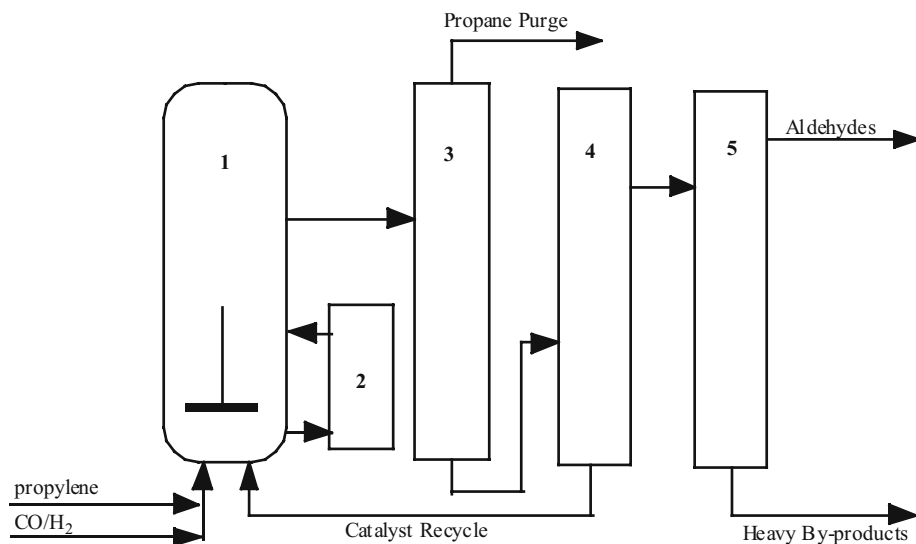 Propane Purge
1
3
4
5
Aldehydes
2
propylene
CO/H₂
Catalyst Recycle
Heavy By-products